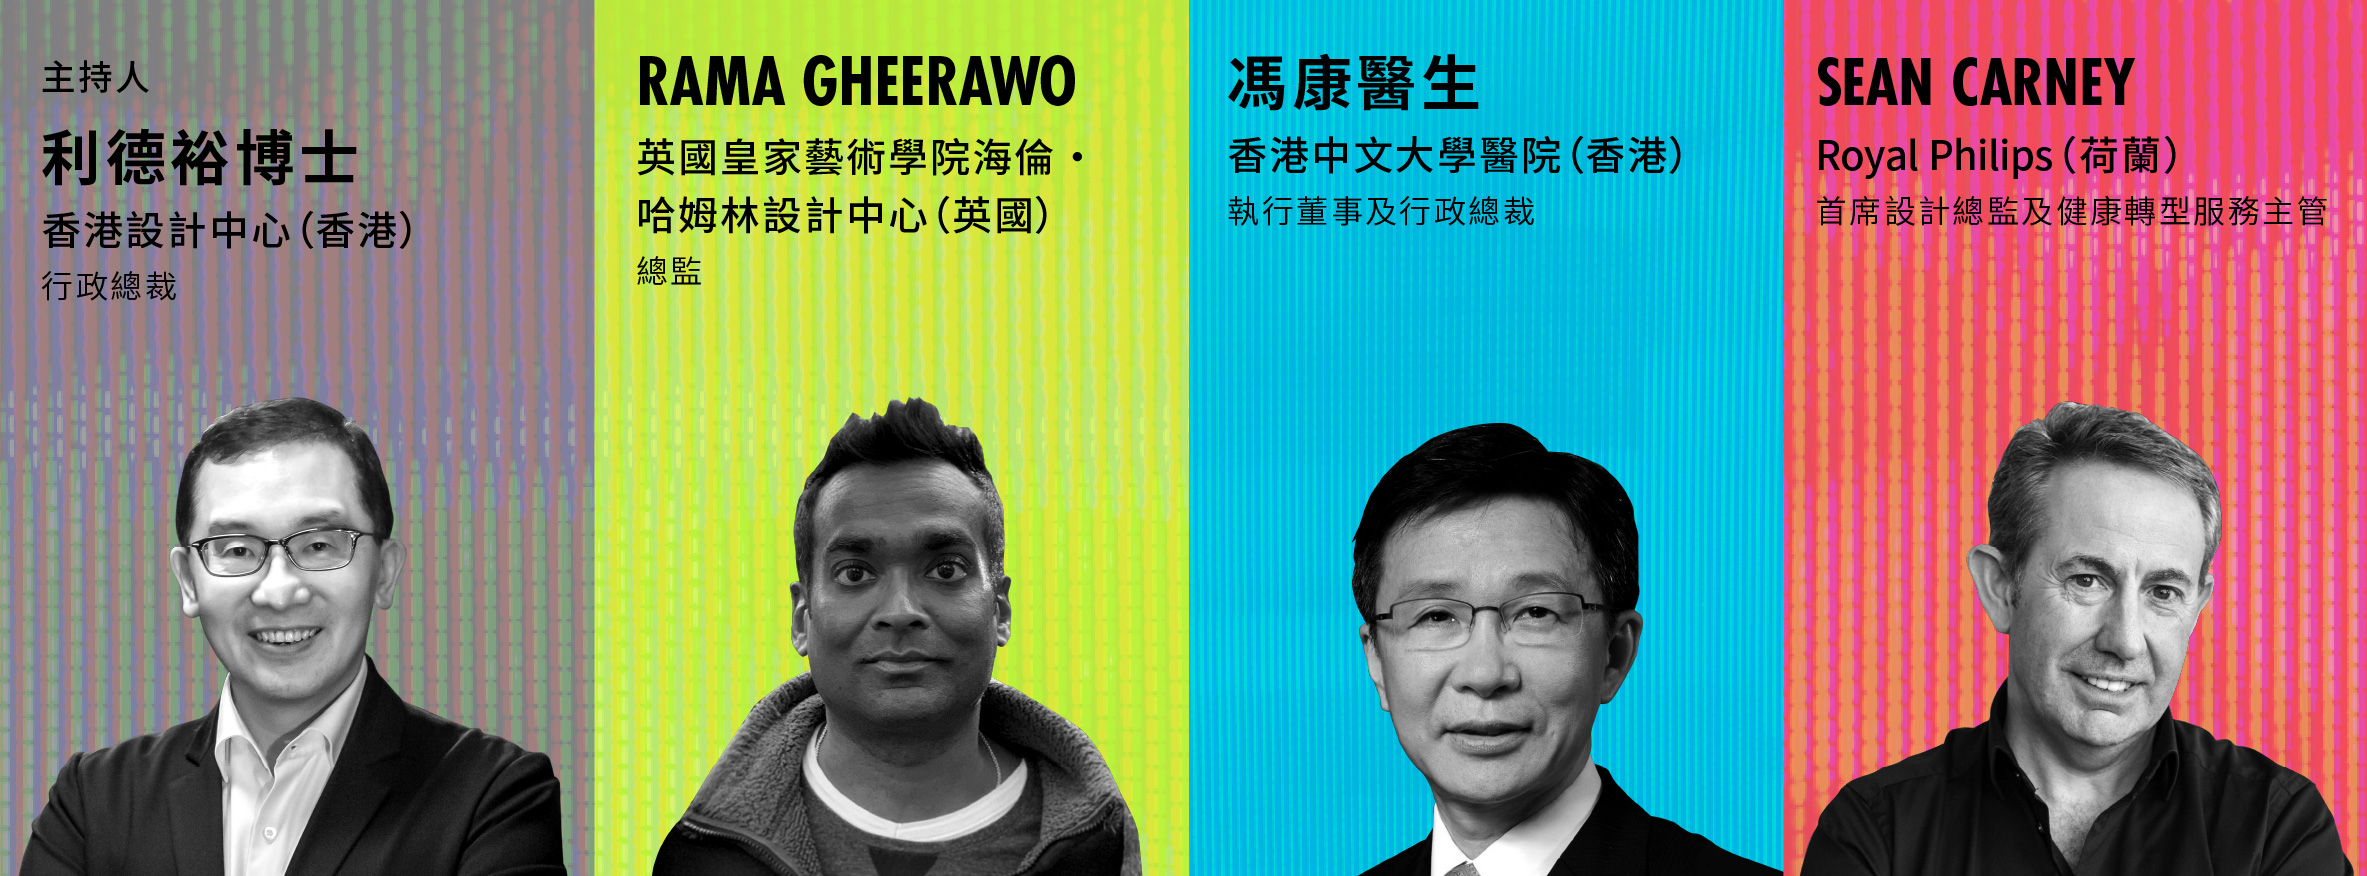 主持人
利德裕博士
香港設計中心（香港）
行政總裁
RAMA GHEERAWO
英國皇家藝術學院海倫・
哈姆林設計中心（英國）
總監
馮康醫生
香港中文大學醫院（香港）
執行董事及行政總裁
SEAN CARNEY
Royal Philips（荷蘭）
首席設計總監及健康轉型服務主管